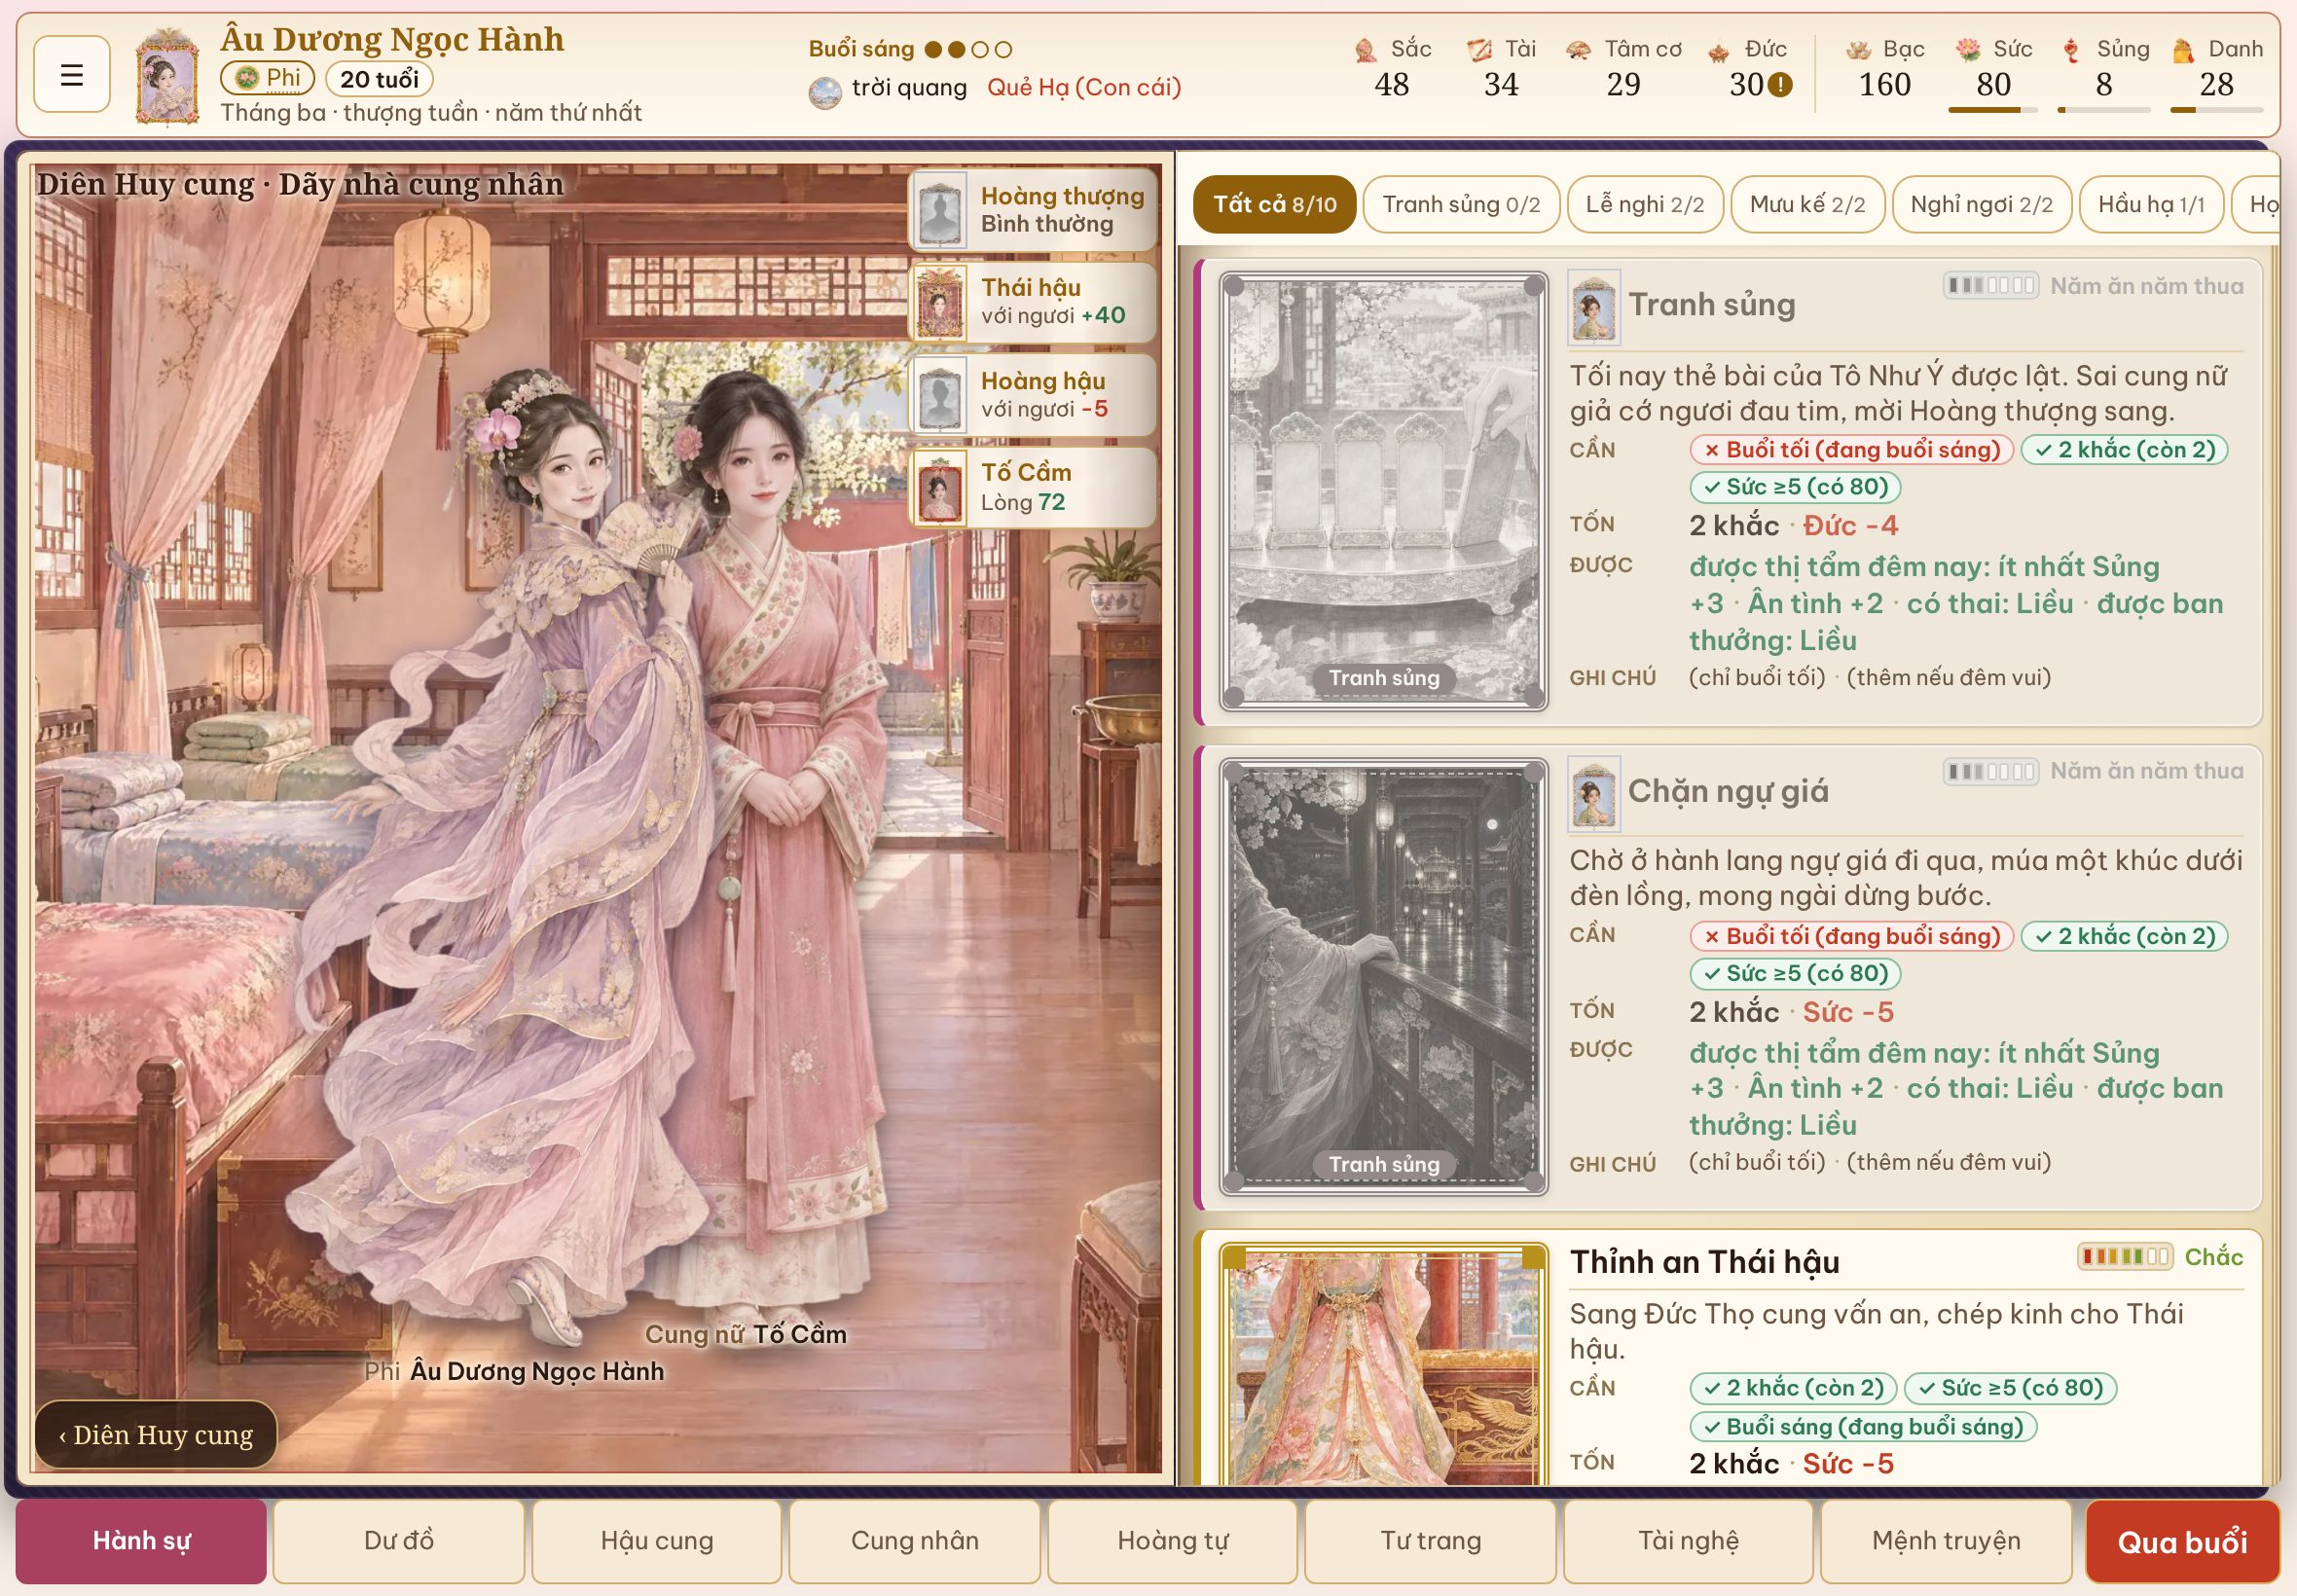 ☰
Âu Dương Ngọc Hành
Phi
20 tuổi
Tháng ba · thượng tuần · năm thứ nhất
Buổi sáng
trời quang
Quẻ Hạ (Con cái)
Sắc
48
Tài
34
Tâm cơ
29
Đức
30
!
Bạc
160
Sức
80
Sủng
8
Danh
28
Diên Huy cung · Dãy nhà cung nhân
Hoàng thượng
Bình thường
Thái hậu
với ngươi +40
Hoàng hậu
với ngươi -5
Tố Cầm
Lòng 72
Cung nữ Tố Cầm
Phi Âu Dương Ngọc Hành
‹ Diên Huy cung
Tất cả 8/10
Tranh sủng 0/2
Lễ nghi 2/2
Mưu kế 2/2
Nghỉ ngơi 2/2
Hầu hạ 1/1
Họ
Tranh sủng
Tranh sủng
Năm ăn năm thua
Tối nay thẻ bài của Tô Như Ý được lật. Sai cung nữ
giả cớ ngươi đau tim, mời Hoàng thượng sang.
CẦN
× Buổi tối (đang buổi sáng)
✓ 2 khắc (còn 2)
✓ Sức ≥5 (có 80)
TỐN
2 khắc · Đức -4
ĐƯỢC
được thị tẩm đêm nay: ít nhất Sủng
+3 · Ân tình +2 · có thai: Liều · được ban
thưởng: Liều
GHI CHÚ
(chỉ buổi tối) · (thêm nếu đêm vui)
Tranh sủng
Chặn ngự giá
Năm ăn năm thua
Chờ ở hành lang ngự giá đi qua, múa một khúc dưới
đèn lồng, mong ngài dừng bước.
CẦN
× Buổi tối (đang buổi sáng)
✓ 2 khắc (còn 2)
✓ Sức ≥5 (có 80)
TỐN
2 khắc · Sức -5
ĐƯỢC
được thị tẩm đêm nay: ít nhất Sủng
+3 · Ân tình +2 · có thai: Liều · được ban
thưởng: Liều
GHI CHÚ
(chỉ buổi tối) · (thêm nếu đêm vui)
Thỉnh an Thái hậu
Chắc
Sang Đức Thọ cung vấn an, chép kinh cho Thái
hậu.
CẦN
✓ 2 khắc (còn 2)
✓ Sức ≥5 (có 80)
✓ Buổi sáng (đang buổi sáng)
TỐN
2 khắc · Sức -5
Hành sự
Dư đồ
Hậu cung
Cung nhân
Hoàng tự
Tư trang
Tài nghệ
Mệnh truyện
Qua buổi